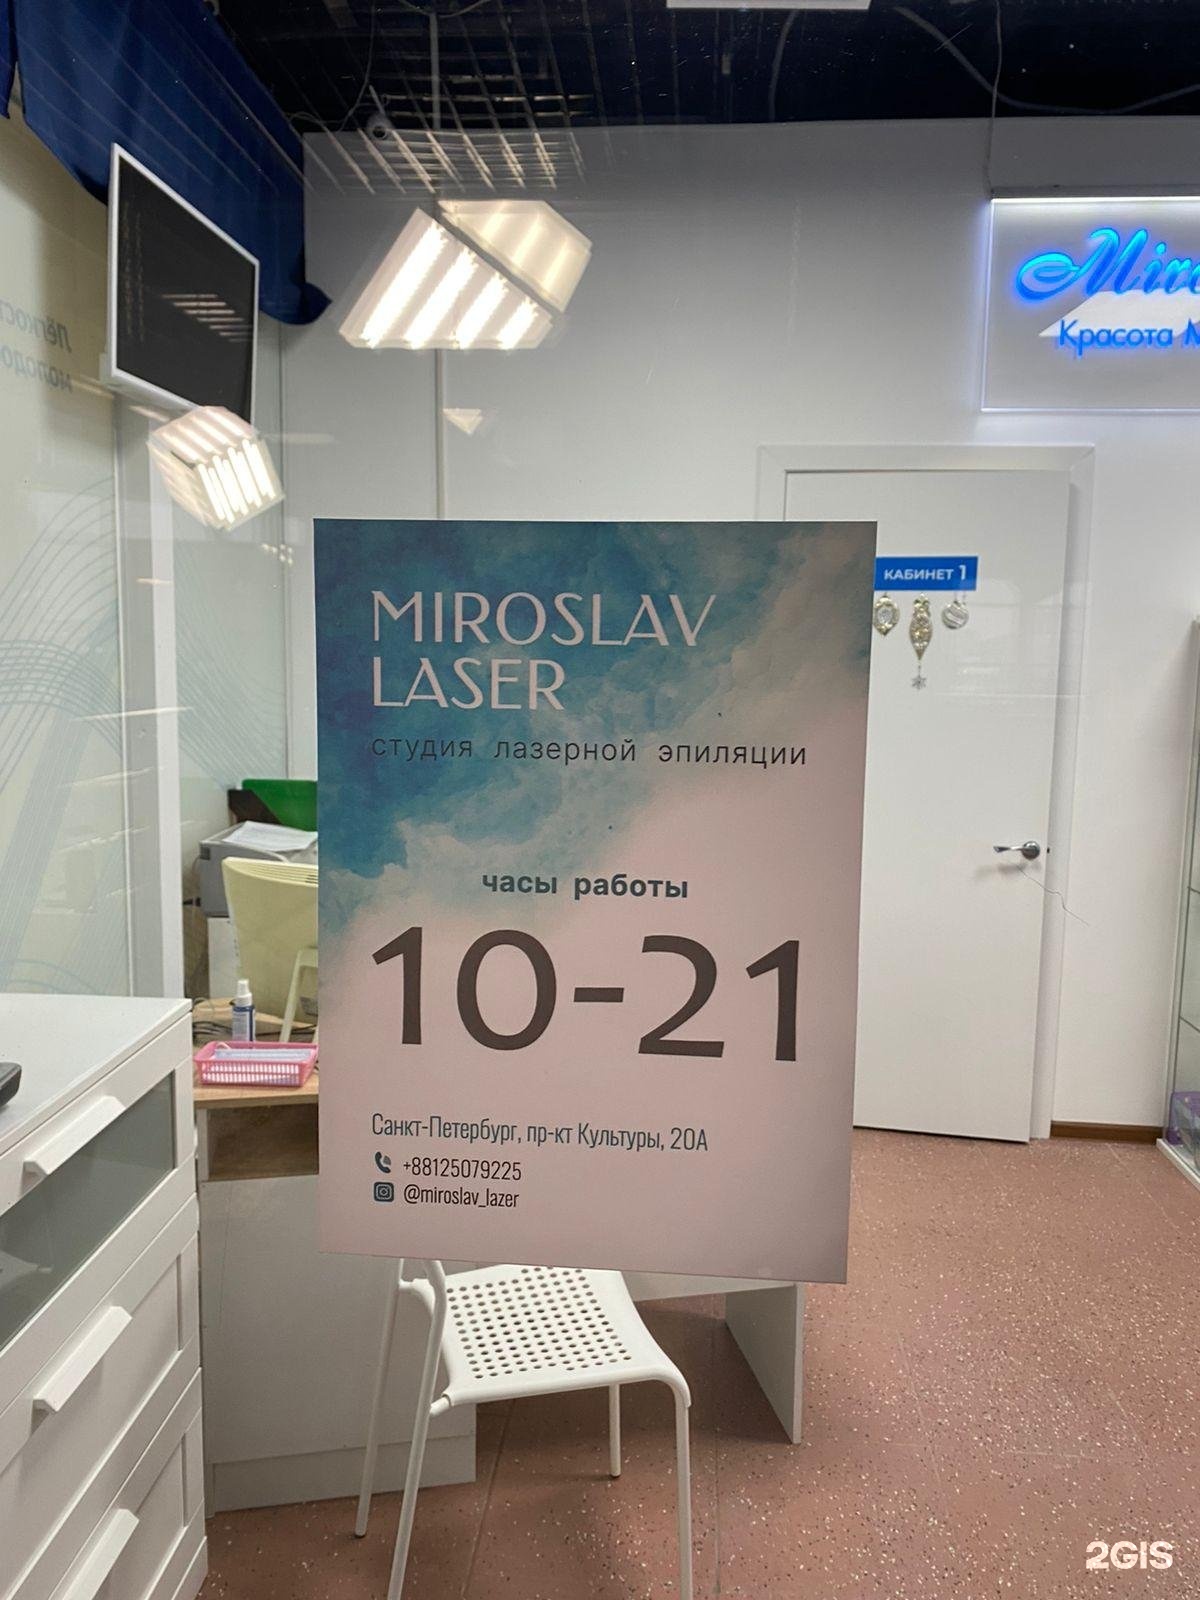 Красота
КАБИНЕТ 1
MIROSLAV
LASER
студия лазерной эпиляции
часы работы
10-21
Санкт-Петербург, пр-кт Культуры, 20А
+88125079225
@miroslav_lazer
2GIS